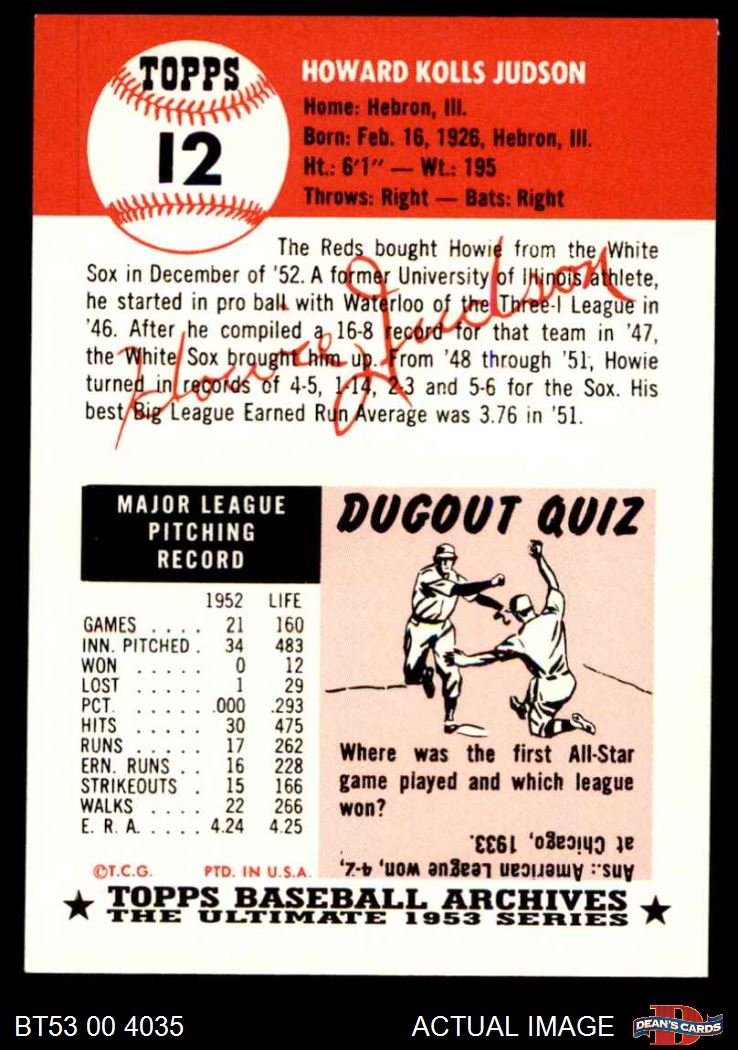 TOPPS
12
HOWARD KOLLS JUDSON
Home: Hebron, Ill.
Born: Feb. 16, 1926, Hebron, Ill.
Ht.: 6'1" — Wt.: 195
Throws: Right — Bats: Right
The Reds bought Howie from the White
Sox in December of '52. A former University of Illinois athlete,
he started in pro ball with Waterloo of the Three-I League in
'46. After he compiled a 16-8 record for that team in '47,
the White Sox brought him up. From '48 through '51, Howie
turned in records of 4-5, 1-14, 2-3 and 5-6 for the Sox. His
best Big League Earned Run Average was 3.76 in '51.
Howie Judson
MAJOR LEAGUE
PITCHING
RECORD
1952 LIFE
GAMES .... 21 160
INN. PITCHED . 34 483
WON ..... 0 12
LOST ..... 1 29
PCT. ..... .000 .293
HITS ..... 30 475
RUNS ..... 17 262
ERN. RUNS .. 16 228
STRIKEOUTS . 15 166
WALKS .... 22 266
E. R. A. .... 4.24 4.25
©T.C.G. PTD. IN U.S.A.
DUGOUT QUIZ
Where was the first All-Star
game played and which league
won?
Ans.: American League won, 4-2,
at Chicago, 1933.
★ TOPPS BASEBALL ARCHIVES ★
THE ULTIMATE 1953 SERIES
BT53 00 4035 ACTUAL IMAGE
D
DEAN'S CARDS